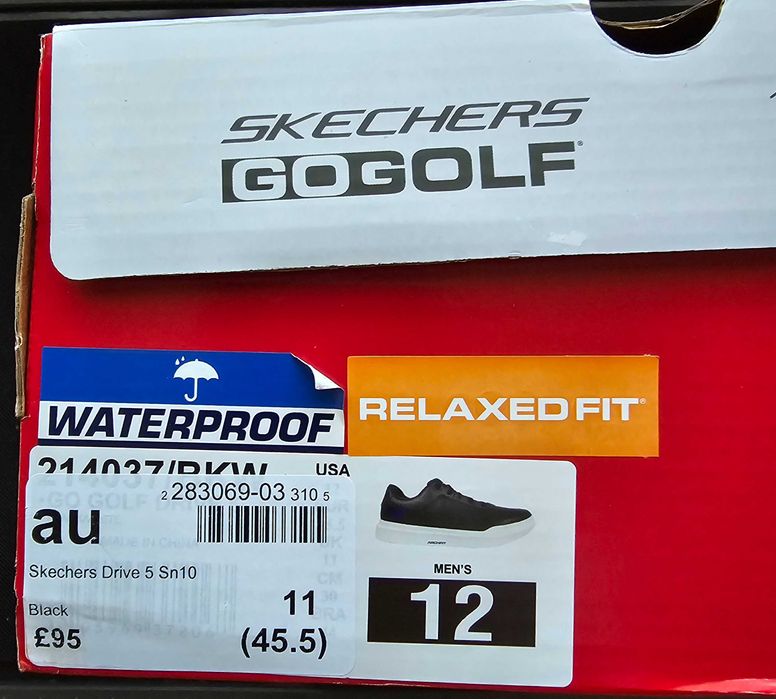 SKECHERS
GOGOLF®
WATERPROOF
RELAXED FIT®
214037/BKW USA
2 283069-03 310 5
au
Skechers Drive 5 Sn10
Black
11
£95
(45.5)
ARCHFIT
MEN'S
12